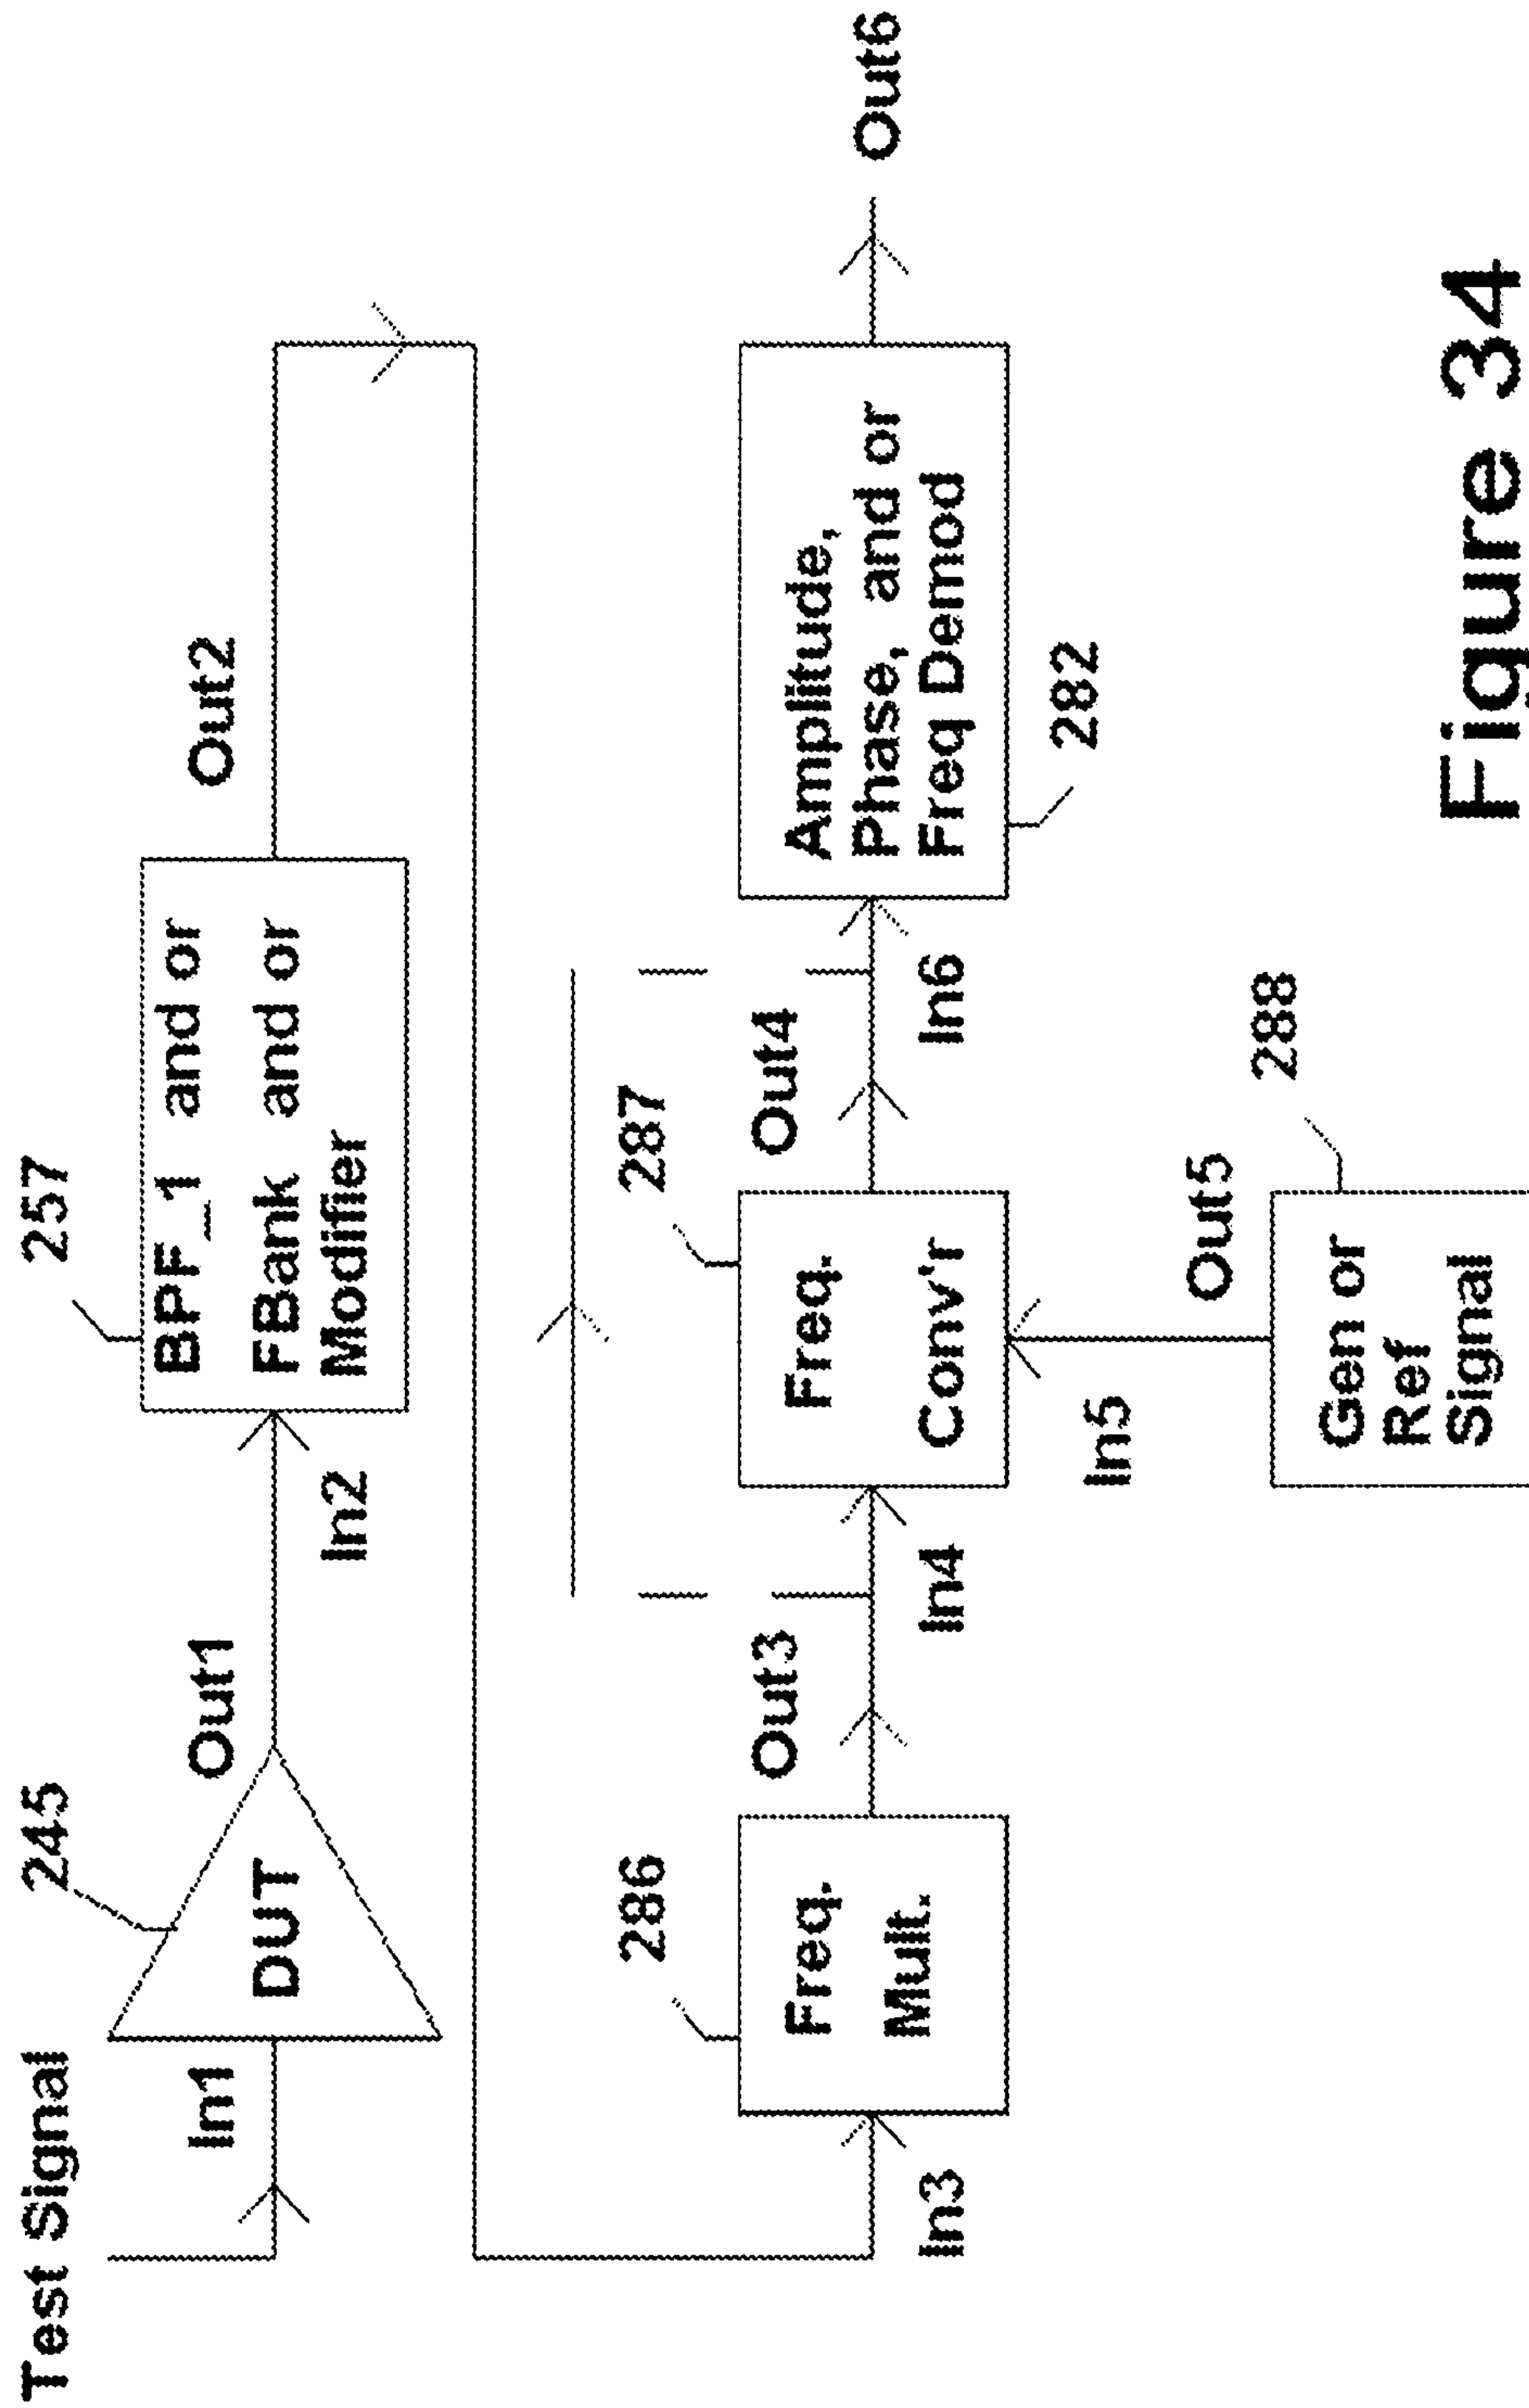 Test Signal
245
257
In1
Out1
Out2
DUT
In2
BPF_1 and or
FBank and or
Modifier
286
287
Out3
Out4
Freq.
Mult.
Freq.
Conv'r
Amplitude,
Phase, and or
Freq Demod
Out6
In3
In4
In6
282
In5
Out5
288
Gen or
Ref
Signal
Figure 34